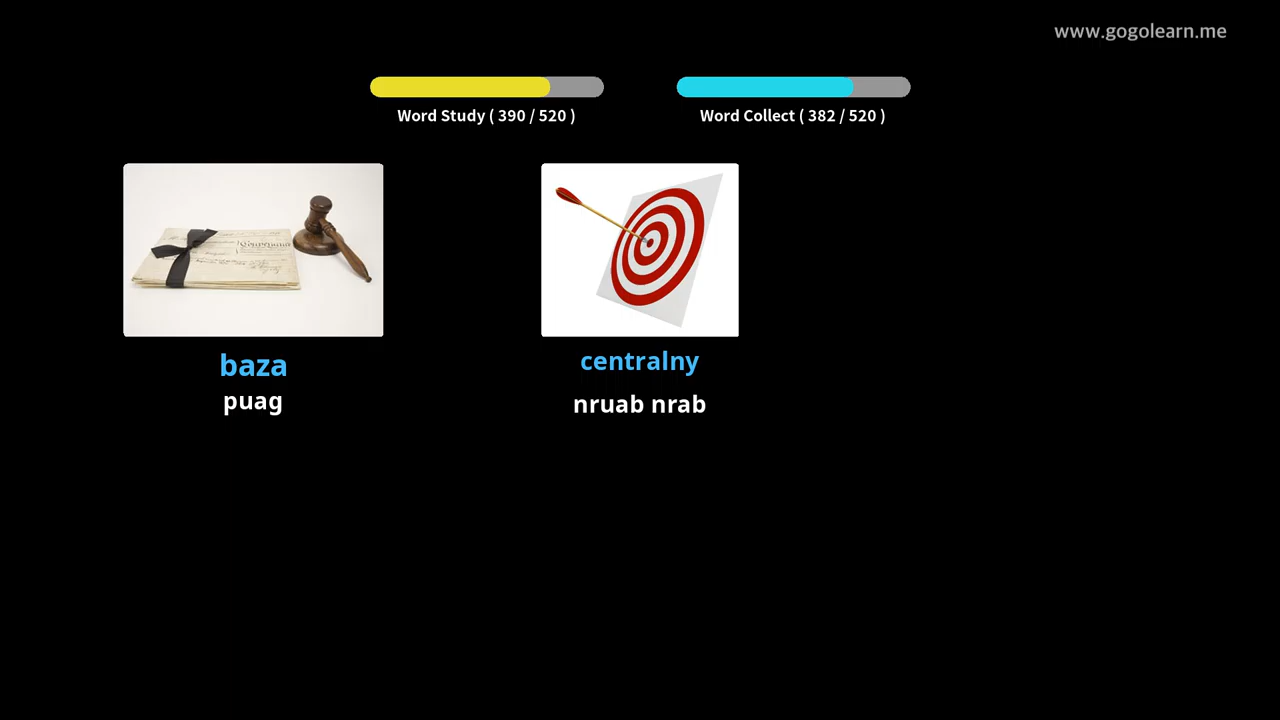 www.gogolearn.me
Word Study ( 390 / 520 )
Word Collect ( 382 / 520 )
baza
puag
centralny
nruab nrab